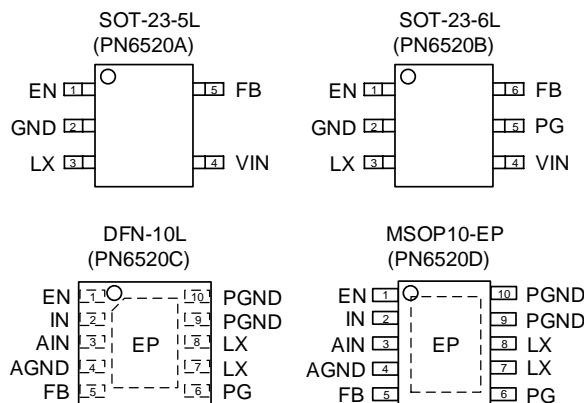 SOT-23-5L
(PN6520A)
EN 1 5 FB
GND 2
LX 3 4 VIN
SOT-23-6L
(PN6520B)
EN 1 6 FB
GND 2 5 PG
LX 3 4 VIN
DFN-10L
(PN6520C)
EN 1 10 PGND
IN 2 9 PGND
AIN 3 EP 8 LX
AGND 4 7 LX
FB 5 6 PG
MSOP10-EP
(PN6520D)
EN 1 10 PGND
IN 2 9 PGND
AIN 3 EP 8 LX
AGND 4 7 LX
FB 5 6 PG